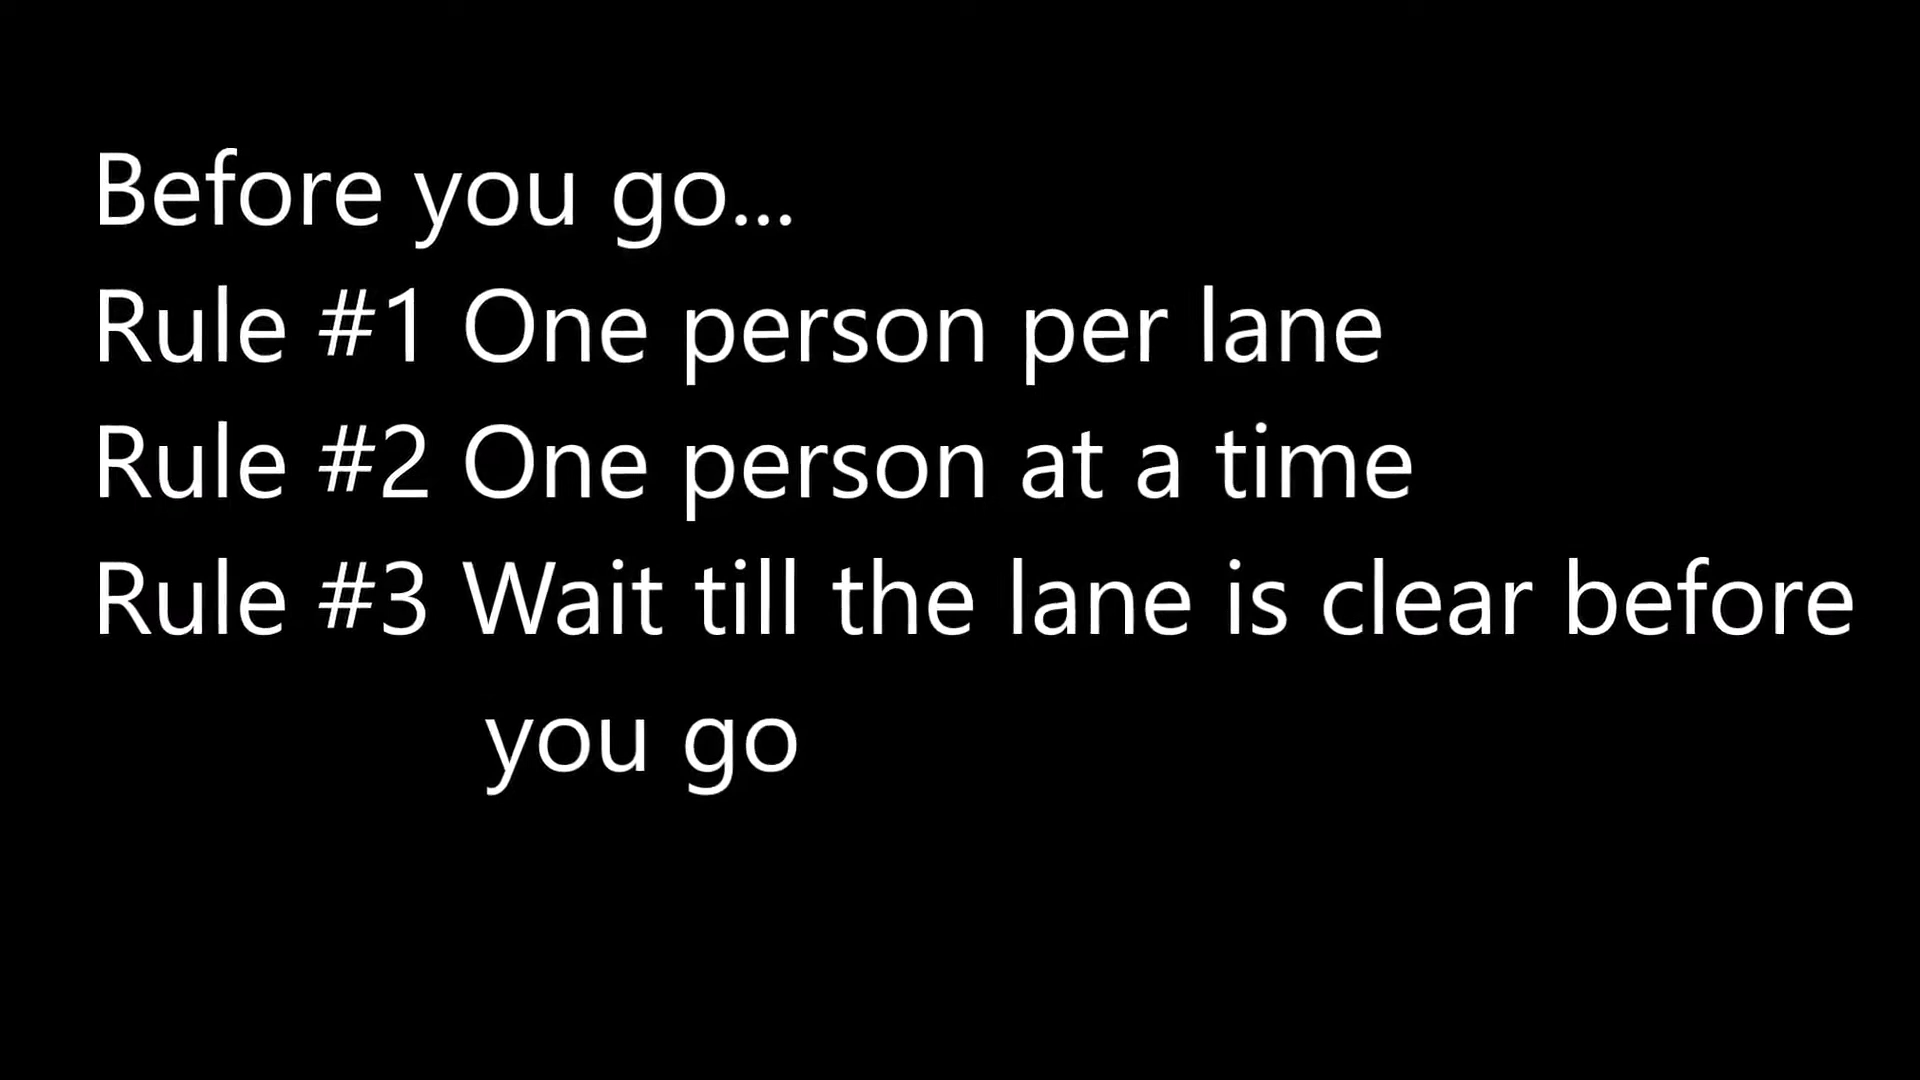 Before you go...
Rule #1 One person per lane
Rule #2 One person at a time
Rule #3 Wait till the lane is clear before
you go